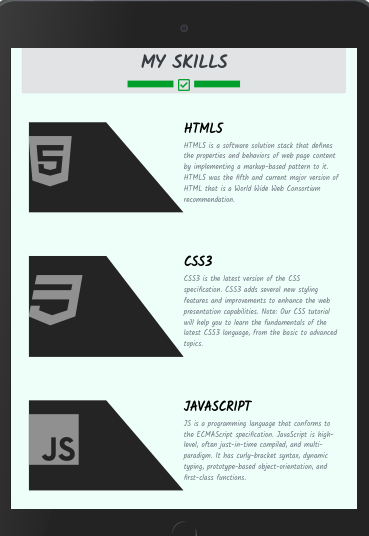 MY SKILLS
HTML5
HTML5 is a software solution stack that defines
the properties and behaviors of web page content
by implementing a markup-based pattern to it.
HTML5 was the fifth and current major version of
HTML that is a World Wide Web Consortium
recommendation.
5
CSS3
CSS3 is the latest version of the CSS
specification. CSS3 adds several new styling
features and improvements to enhance the web
presentation capabilities. Note: Our CSS tutorial
will help you to learn the fundamentals of the
latest CSS3 language, from the basic to advanced
topics.
3
JAVASCRIPT
JS is a programming language that conforms to
the ECMAScript specification. JavaScript is high-
level, often just-in-time compiled, and multi-
paradigm. It has curly-bracket syntax, dynamic
typing, prototype-based object-orientation, and
first-class functions.
JS